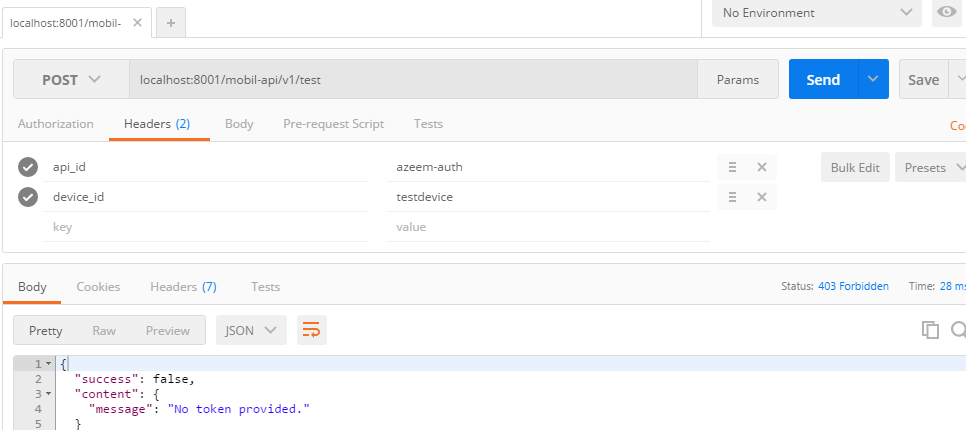 localhost:8001/mobil-
No Environment
POST localhost:8001/mobil-api/v1/test Params Send Save
Authorization Headers (2) Body Pre-request Script Tests Co
api_id azeem-auth Bulk Edit Presets
device_id testdevice
key value
Body Cookies Headers (7) Tests Status: 403 Forbidden Time: 28 ms
Pretty Raw Preview JSON
1 {
2 "success": false,
3 "content": {
4 "message": "No token provided."
5 }